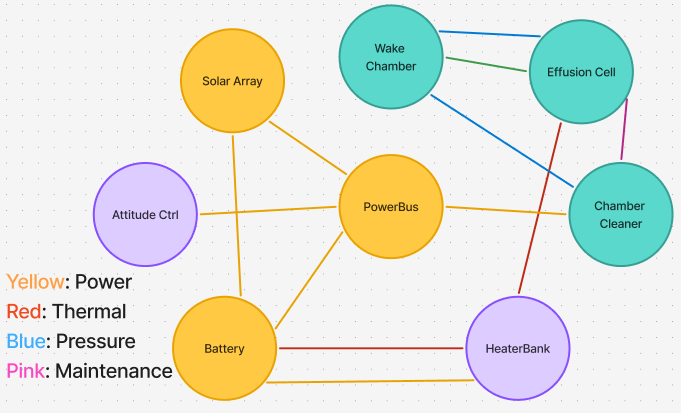 Wake
Chamber
Effusion Cell
Solar Array
Attitude Ctrl
PowerBus
Chamber
Cleaner
Yellow: Power
Red: Thermal
Blue: Pressure
Pink: Maintenance
Battery
HeaterBank